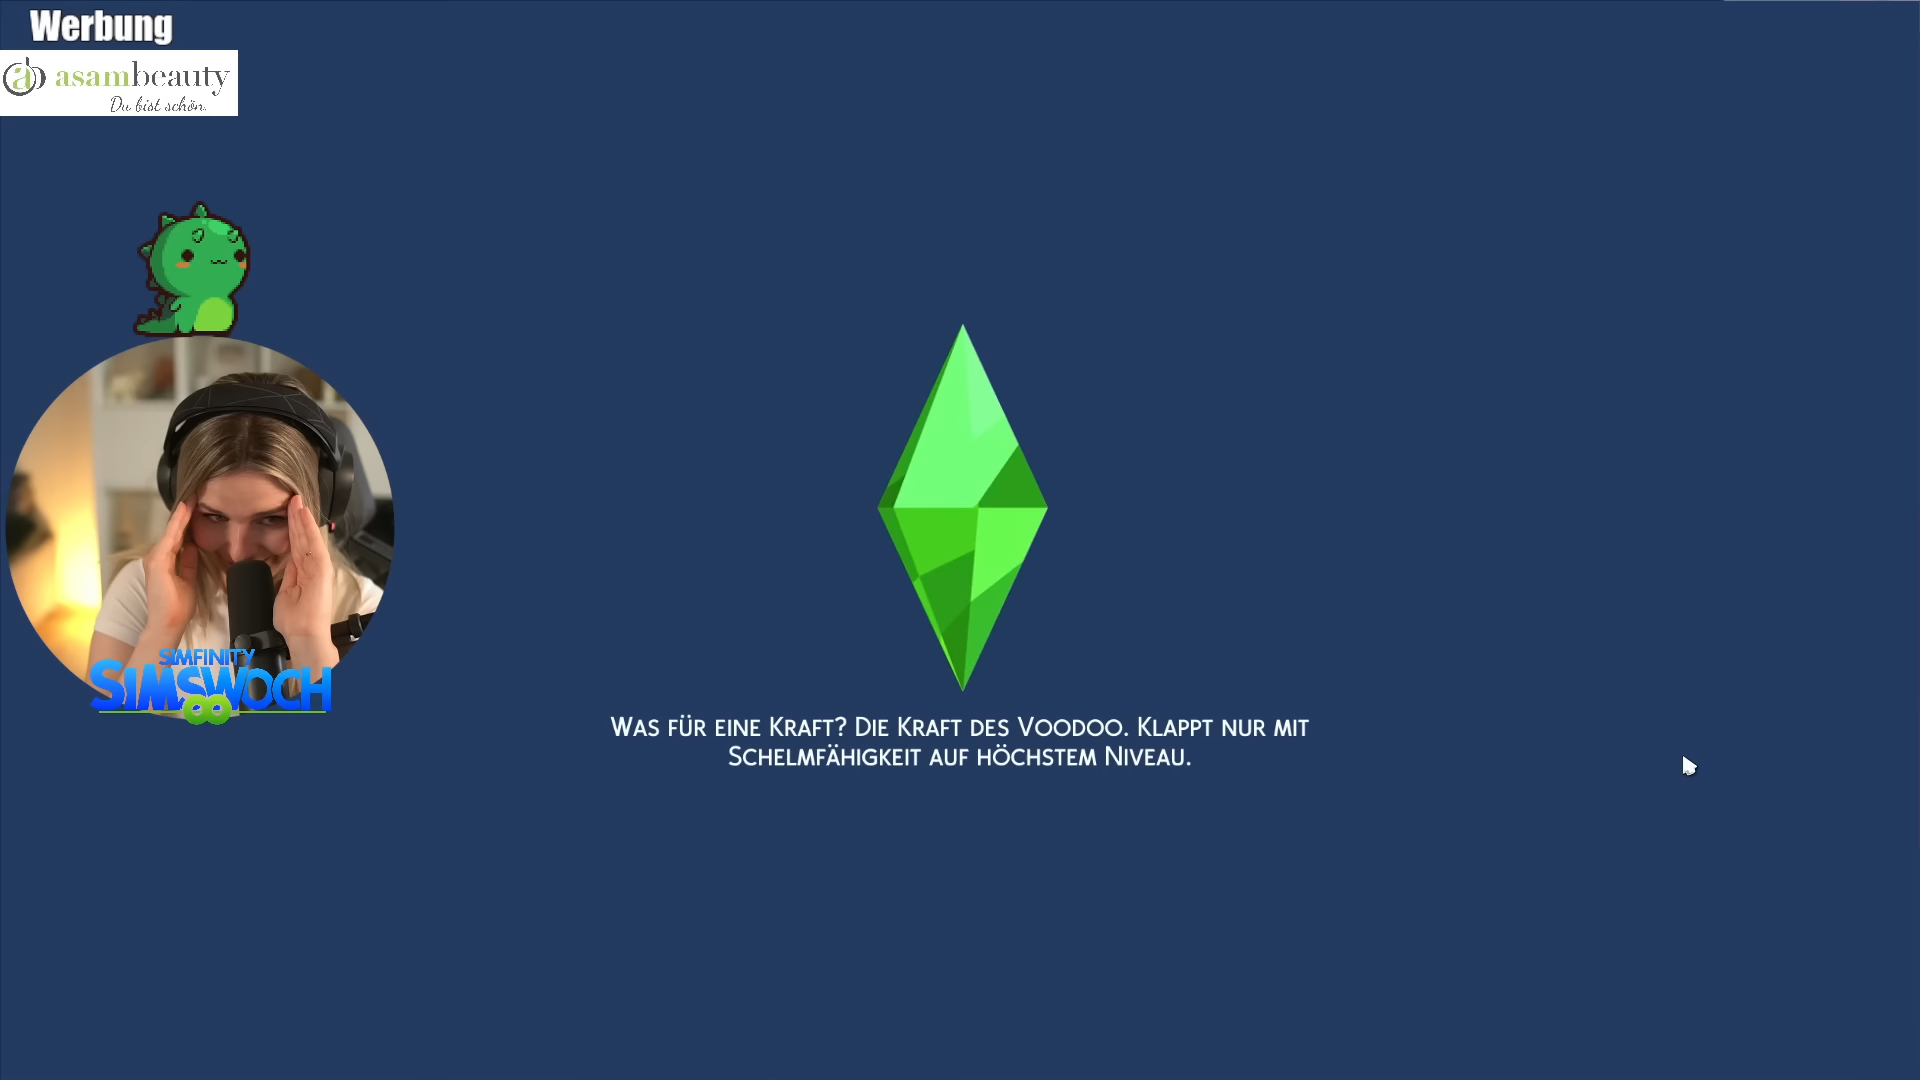 Werbung
asambeauty
Du bist schön.
SIMFINITY
SIMSWOCH
WAS FÜR EINE KRAFT? DIE KRAFT DES VOODOO. KLAPPT NUR MIT
SCHELMFÄHIGKEIT AUF HÖCHSTEM NIVEAU.